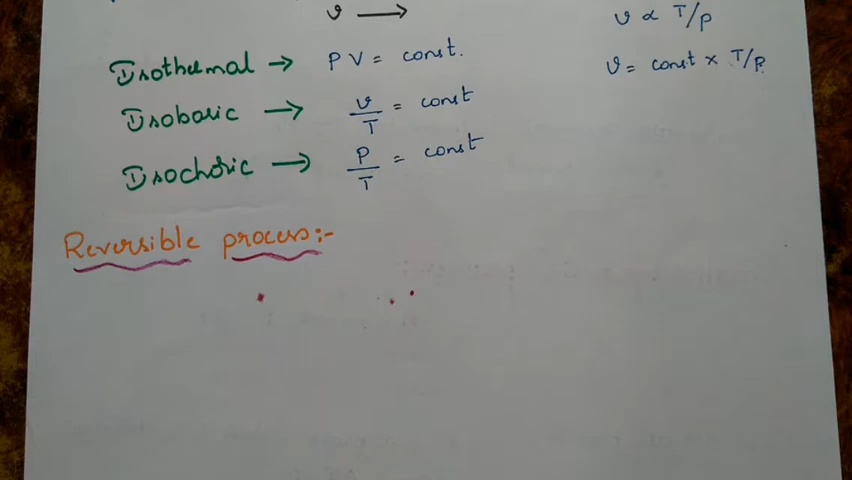 v →
v ∝ T/p
Isothermal → PV = const.
v = const × T/p.
Isobaric → v/T = const
Isochoric → P/T = const
Reversible process:-